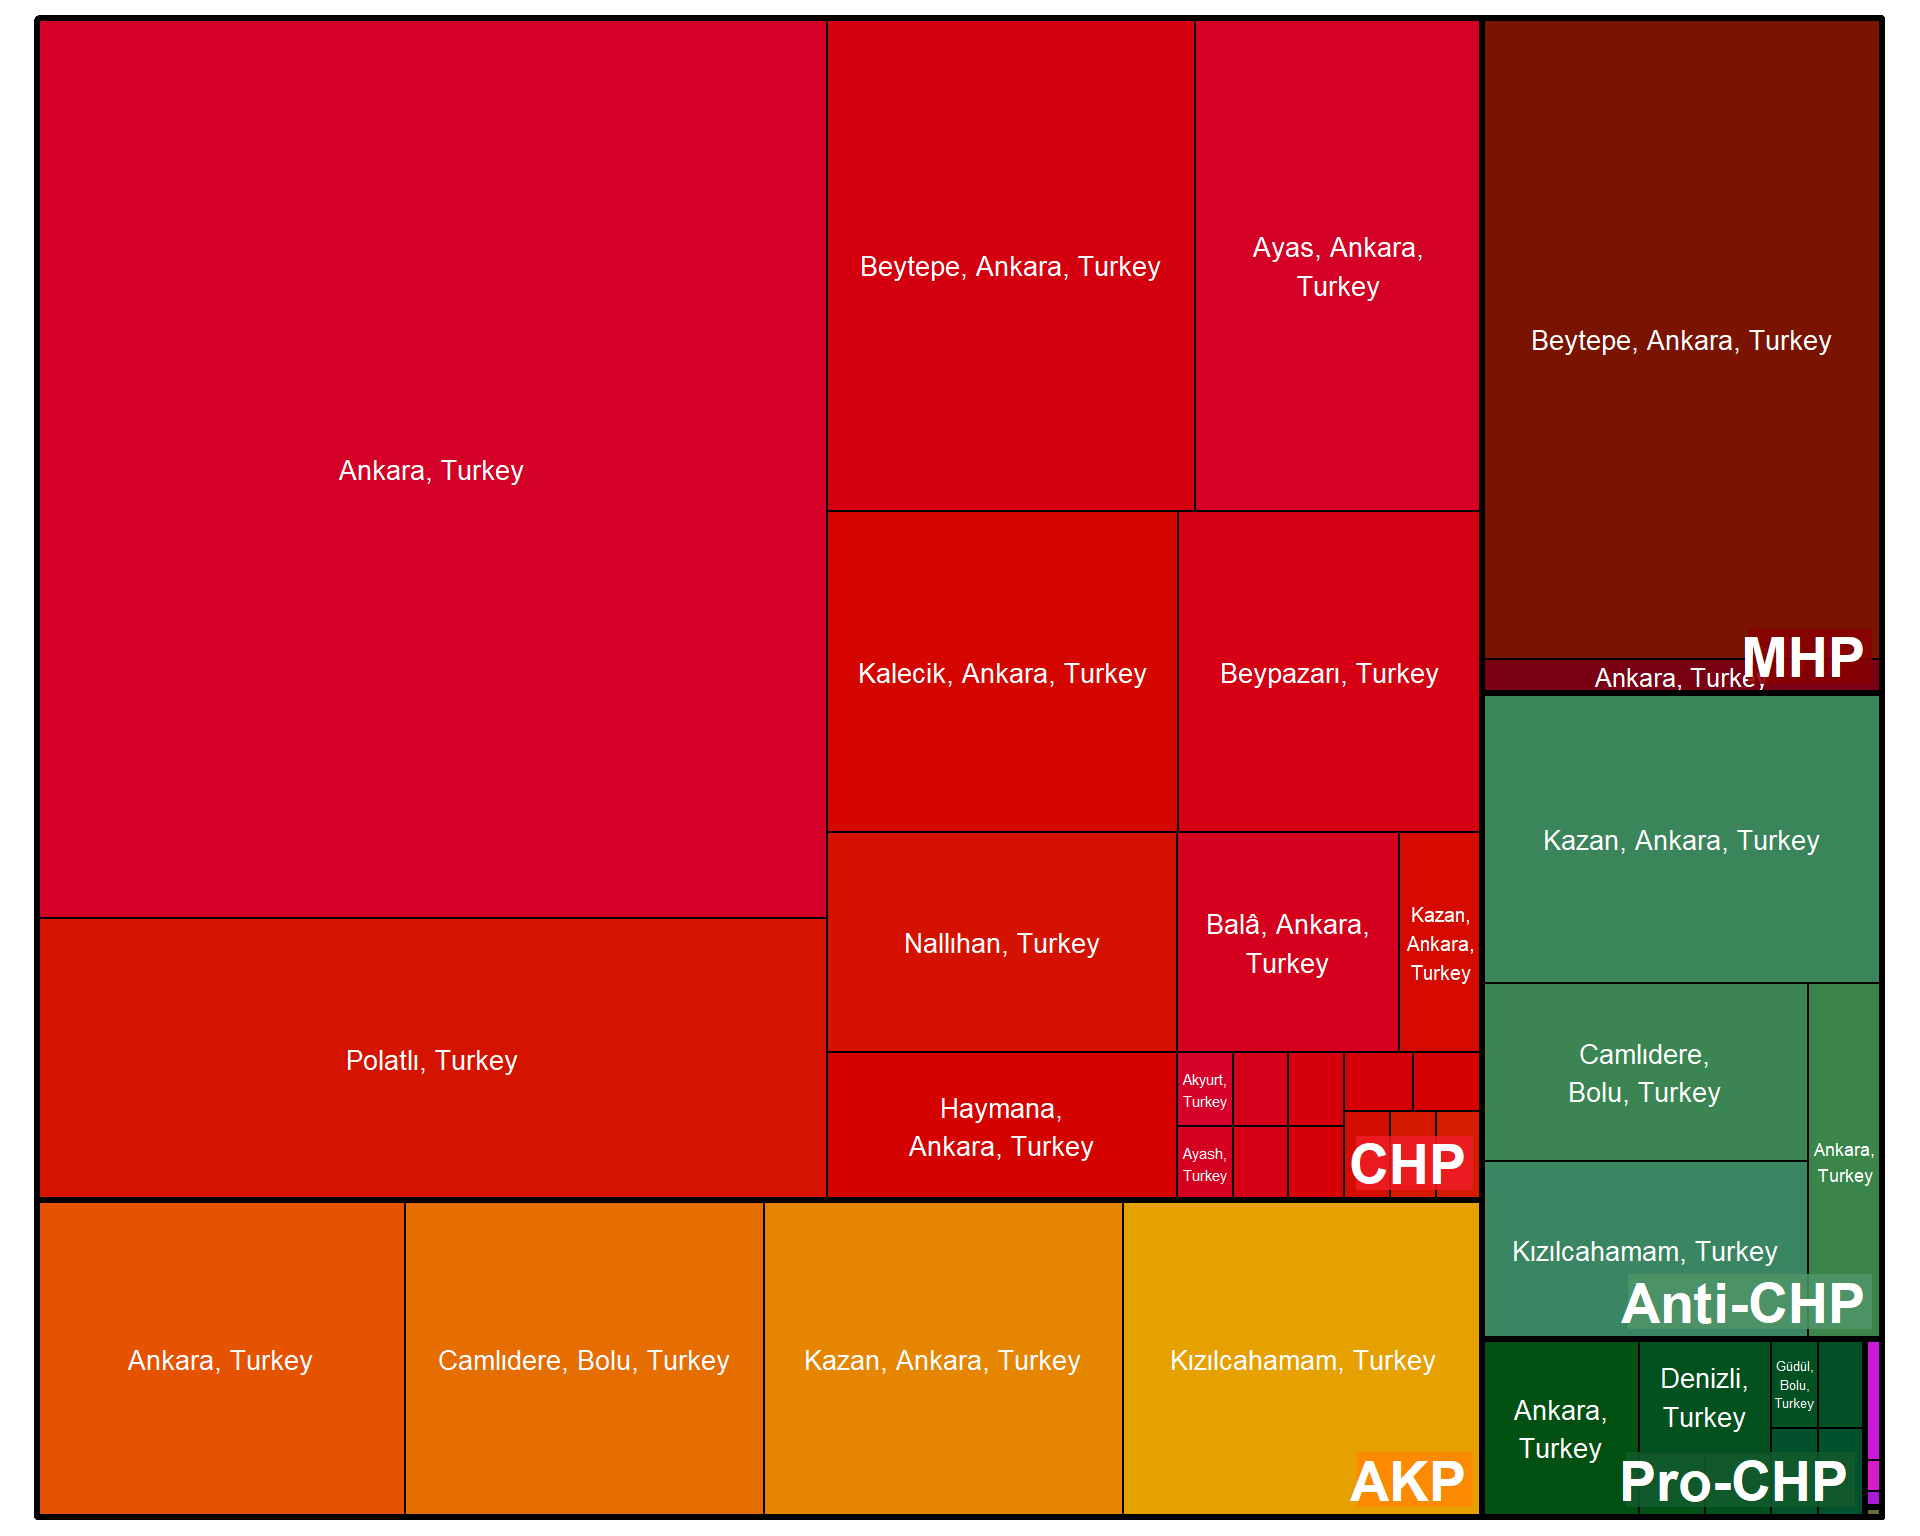 Ankara, Turkey
Polatlı, Turkey
Beytepe, Ankara, Turkey
Ayas, Ankara,
Turkey
Kalecik, Ankara, Turkey
Beypazarı, Turkey
Nallıhan, Turkey
Balâ, Ankara,
Turkey
Kazan,
Ankara,
Turkey
Haymana,
Ankara, Turkey
Akyurt,
Turkey
Ayash,
Turkey
CHP
Ankara, Turkey
Camlıdere, Bolu, Turkey
Kazan, Ankara, Turkey
Kızılcahamam, Turkey
AKP
Beytepe, Ankara, Turkey
Ankara, Turkey
MHP
Kazan, Ankara, Turkey
Camlıdere,
Bolu, Turkey
Kızılcahamam, Turkey
Ankara,
Turkey
Anti-CHP
Ankara,
Turkey
Denizli,
Turkey
Güdül,
Bolu,
Turkey
Pro-CHP